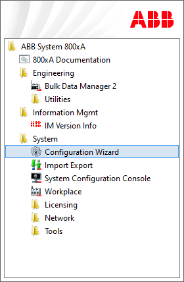 ABB
ABB System 800xA
800xA Documentation
Engineering
Bulk Data Manager 2
Utilities
Information Mgmt
IM Version Info
System
Configuration Wizard
Import Export
System Configuration Console
Workplace
Licensing
Network
Tools